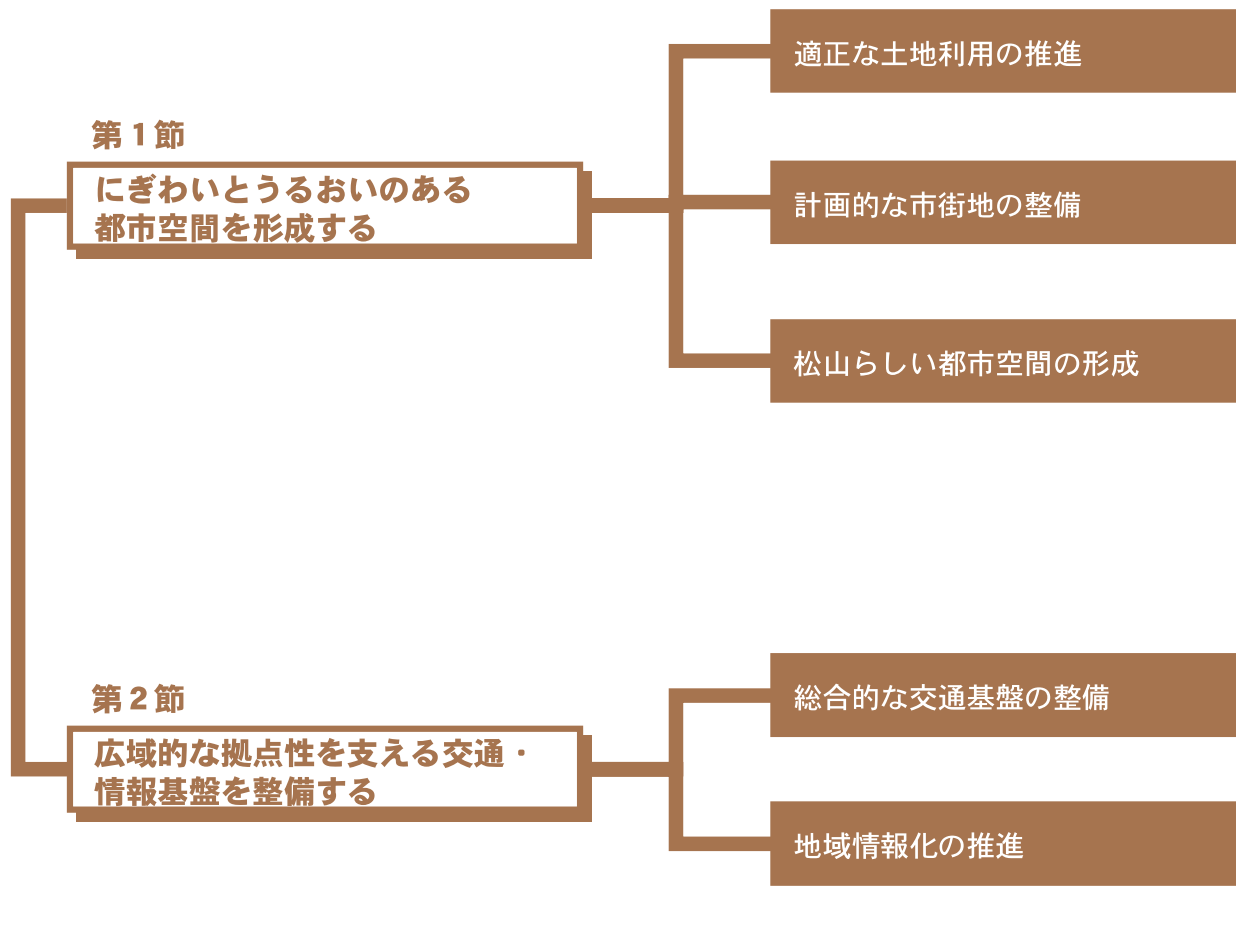 第1節
にぎわいとうるおいのある
都市空間を形成する
適正な土地利用の推進
計画的な市街地の整備
松山らしい都市空間の形成
第2節
広域的な拠点性を支える交通・
情報基盤を整備する
総合的な交通基盤の整備
地域情報化の推進